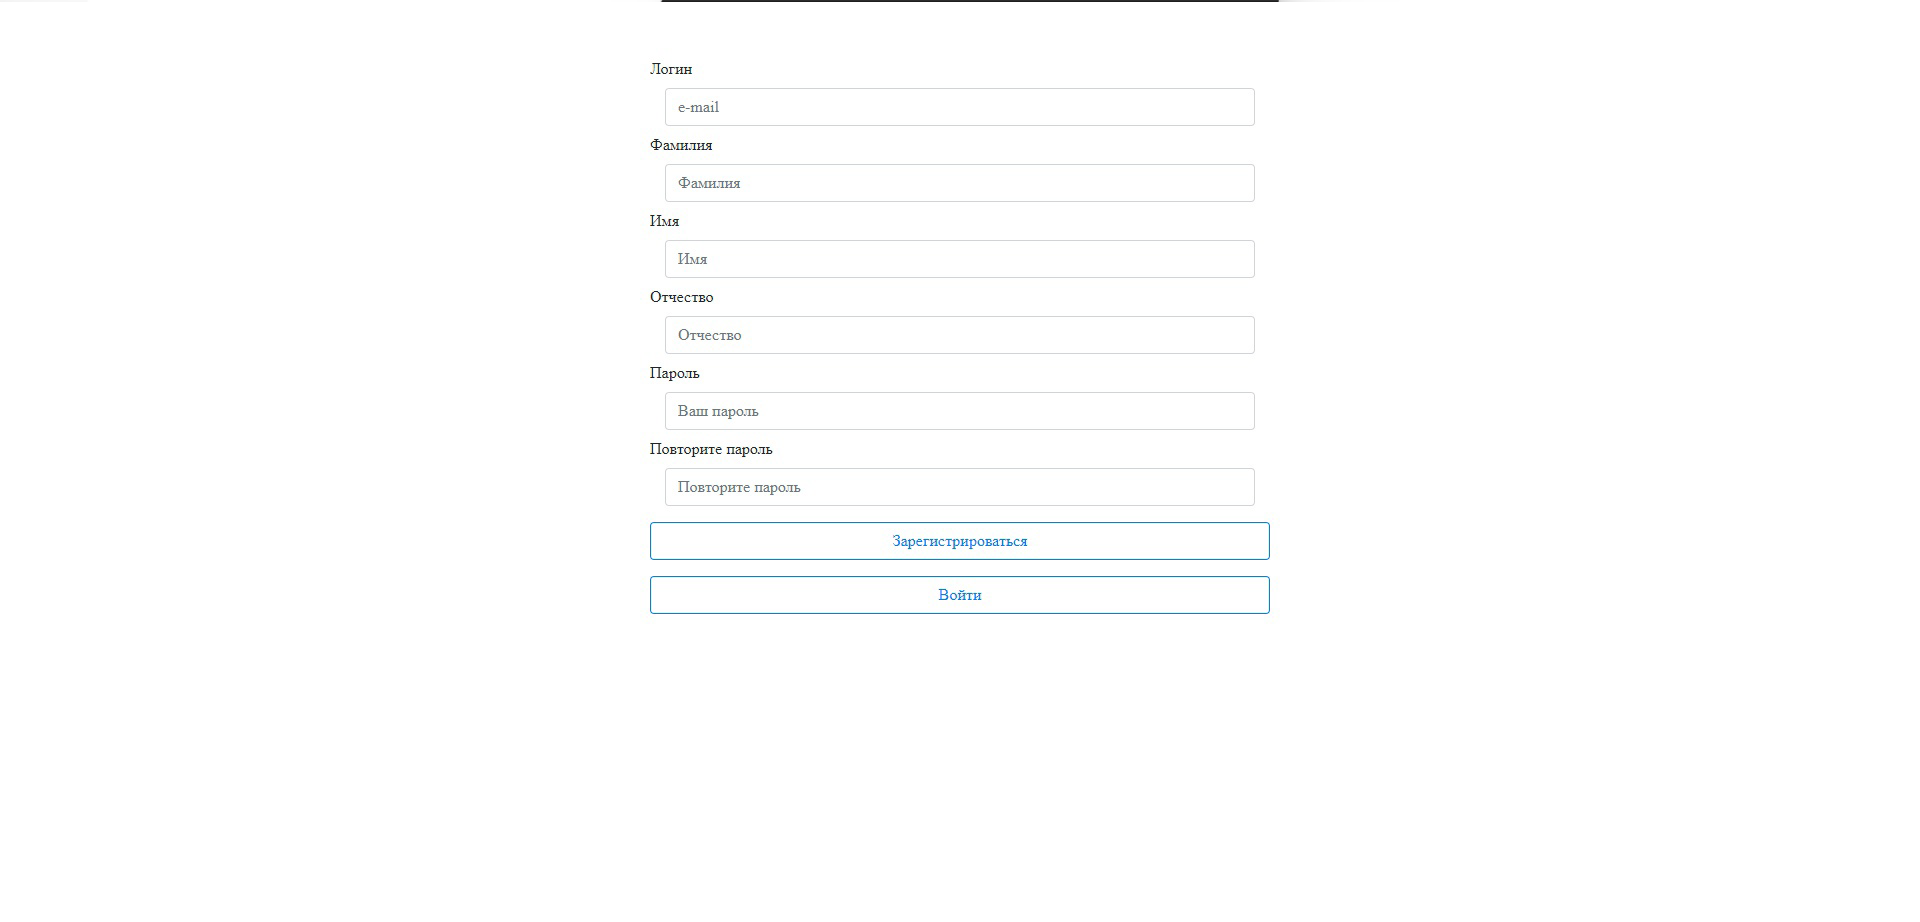 Логин
e-mail
Фамилия
Фамилия
Имя
Имя
Отчество
Отчество
Пароль
Ваш пароль
Повторите пароль
Повторите пароль
Зарегистрироваться
Войти